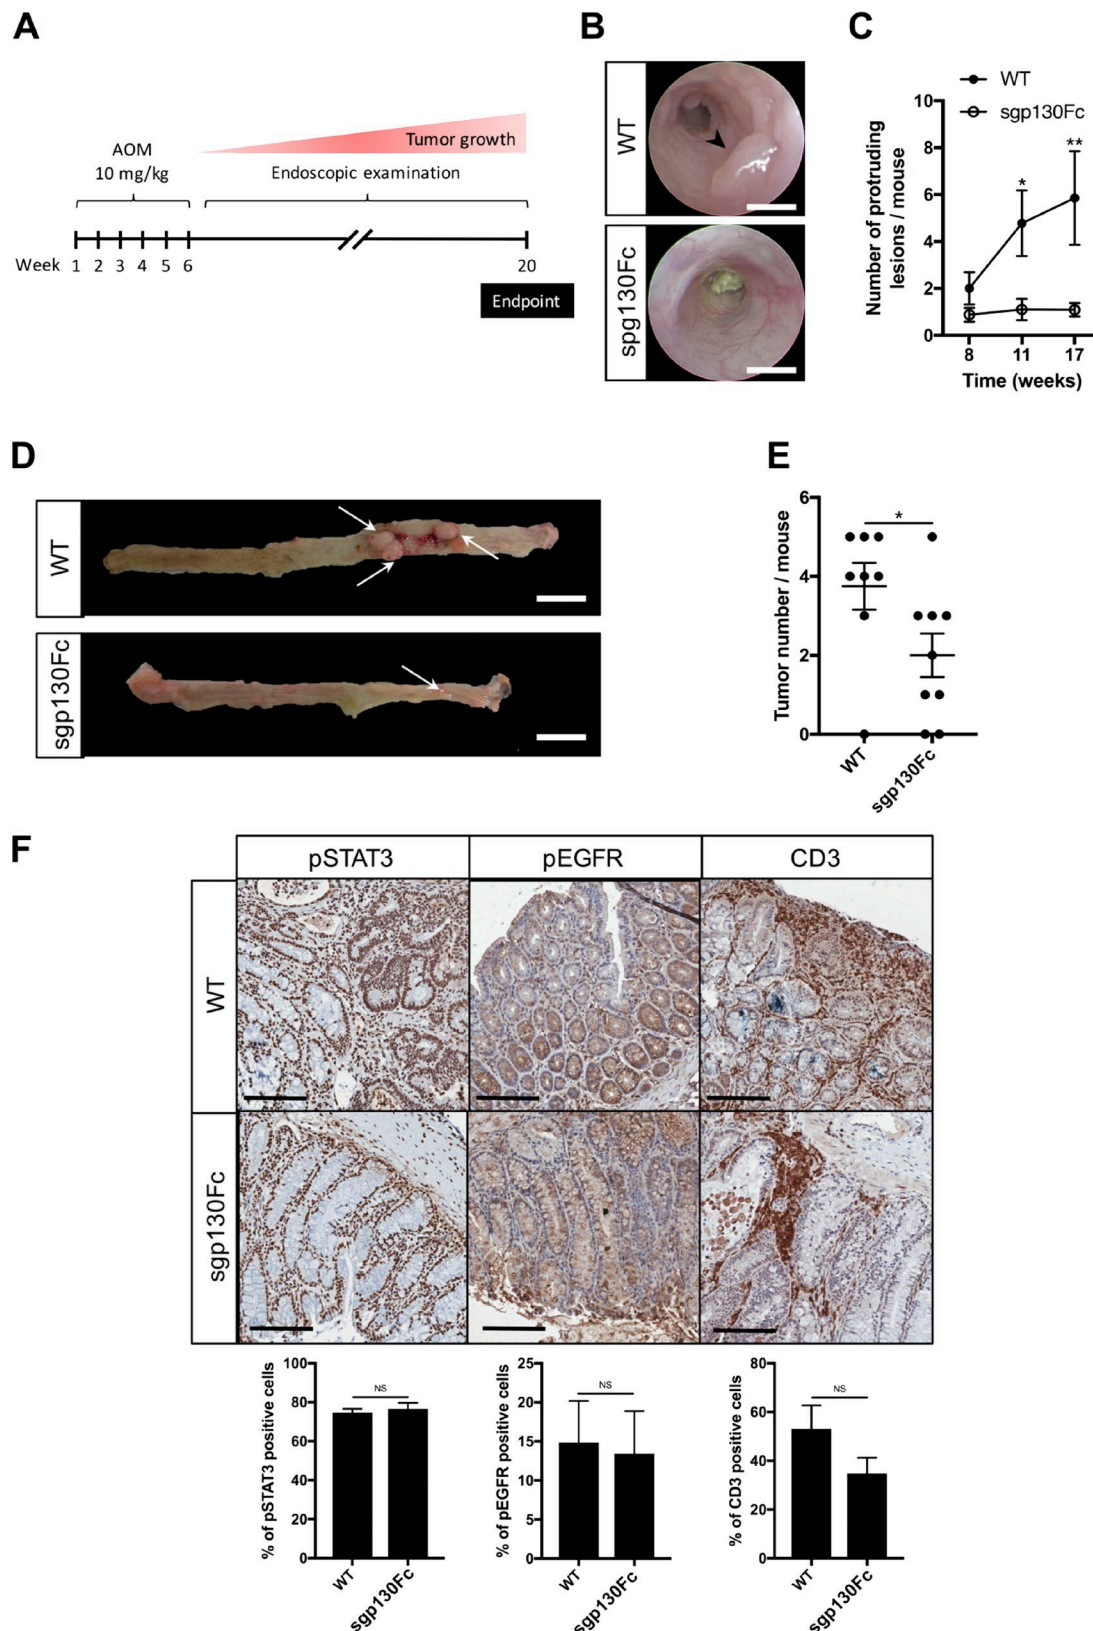 A
AOM
10 mg/kg
Tumor growth
Endoscopic examination
Week 1 2 3 4 5 6 20
Endpoint
B
WT
spg130Fc
C
WT
sgp130Fc
Number of protruding
lesions / mouse
10
8
6
4
2
0
*
**
8 11 17
Time (weeks)
D
WT
sgp130Fc
E
Tumor number / mouse
6
4
2
0
*
WT
sgp130Fc
F
pSTAT3 pEGFR CD3
WT
sgp130Fc
% of pSTAT3 positive cells
100
80
60
40
20
0
NS
WT
sgp130Fc
% of pEGFR positive cells
25
20
15
10
5
0
NS
WT
sgp130Fc
% of CD3 positive cells
80
60
40
20
0
NS
WT
sgp130Fc